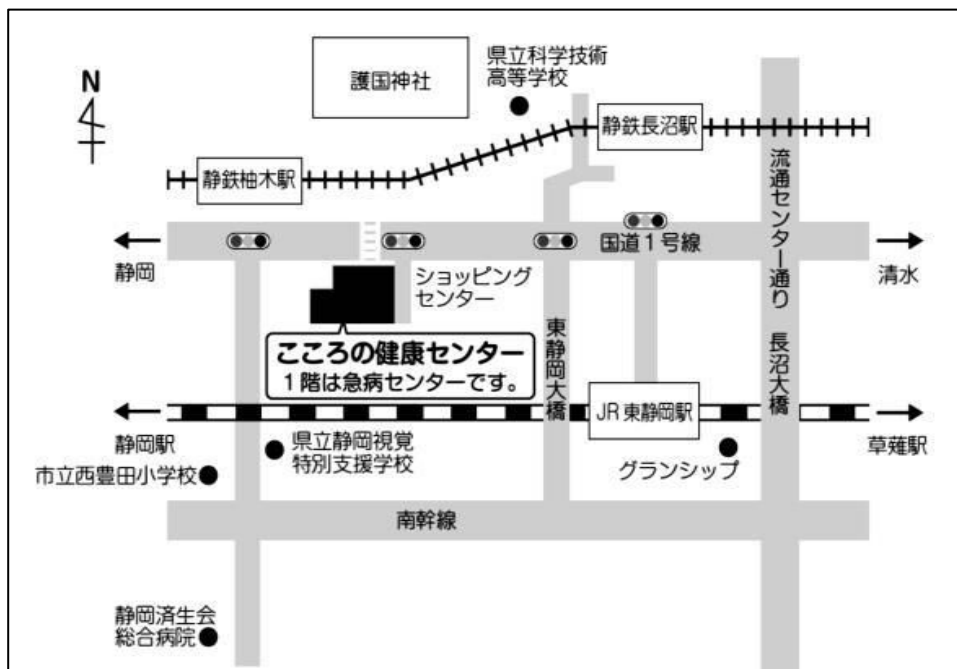 N
護国神社
県立科学技術
高等学校
静鉄長沼駅
静鉄柚木駅
流通センター通り
長沼大橋
国道1号線
静岡
清水
ショッピング
センター
こころの健康センター
1階は急病センターです。
東静岡大橋
JR東静岡駅
静岡駅
草薙駅
県立静岡視覚
特別支援学校
市立西豊田小学校
グランシップ
南幹線
静岡済生会
総合病院